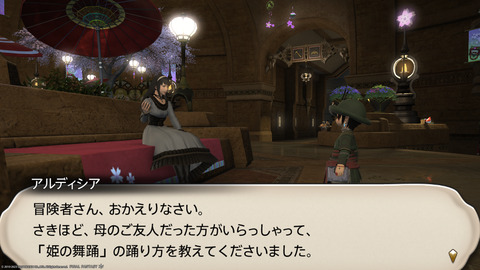 アルディシア
冒険者さん、おかえりなさい。
さきほど、母のご友人だった方がいらっしゃって、
「姫の舞踊」の踊り方を教えてくださいました。